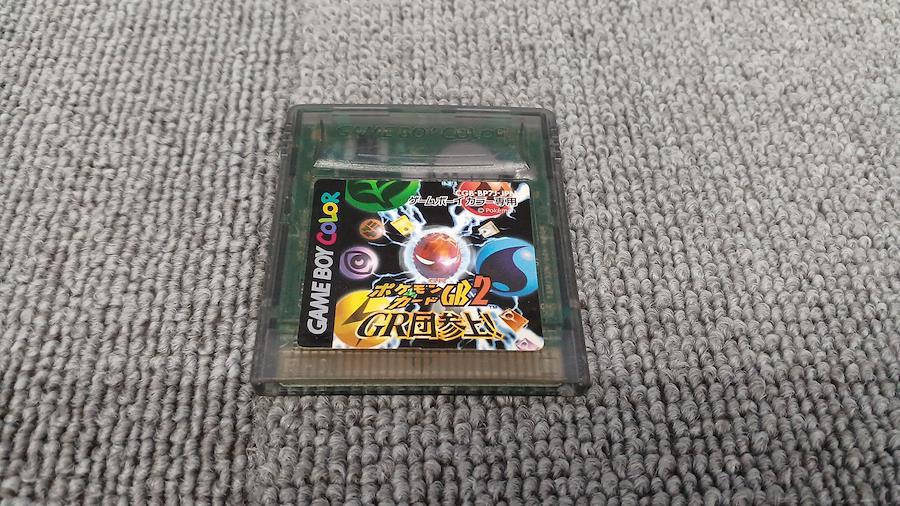 GAME BOY COLOR
CGB-BP7J-JPN
ゲームボーイ カラー専用
© Pokémon
GAME BOY COLOR
ポケモン
カードGB2
GR団参上!